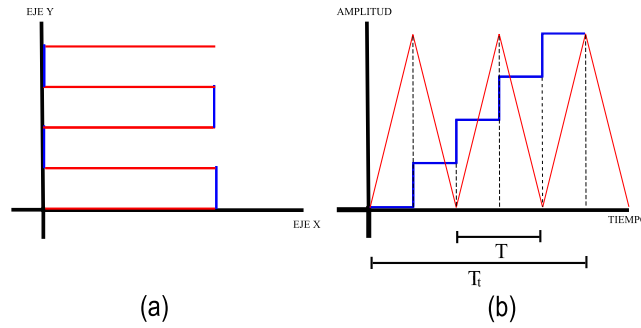 EJE Y
EJE X
(a)
AMPLITUD
TIEMPO
T
Tt
(b)